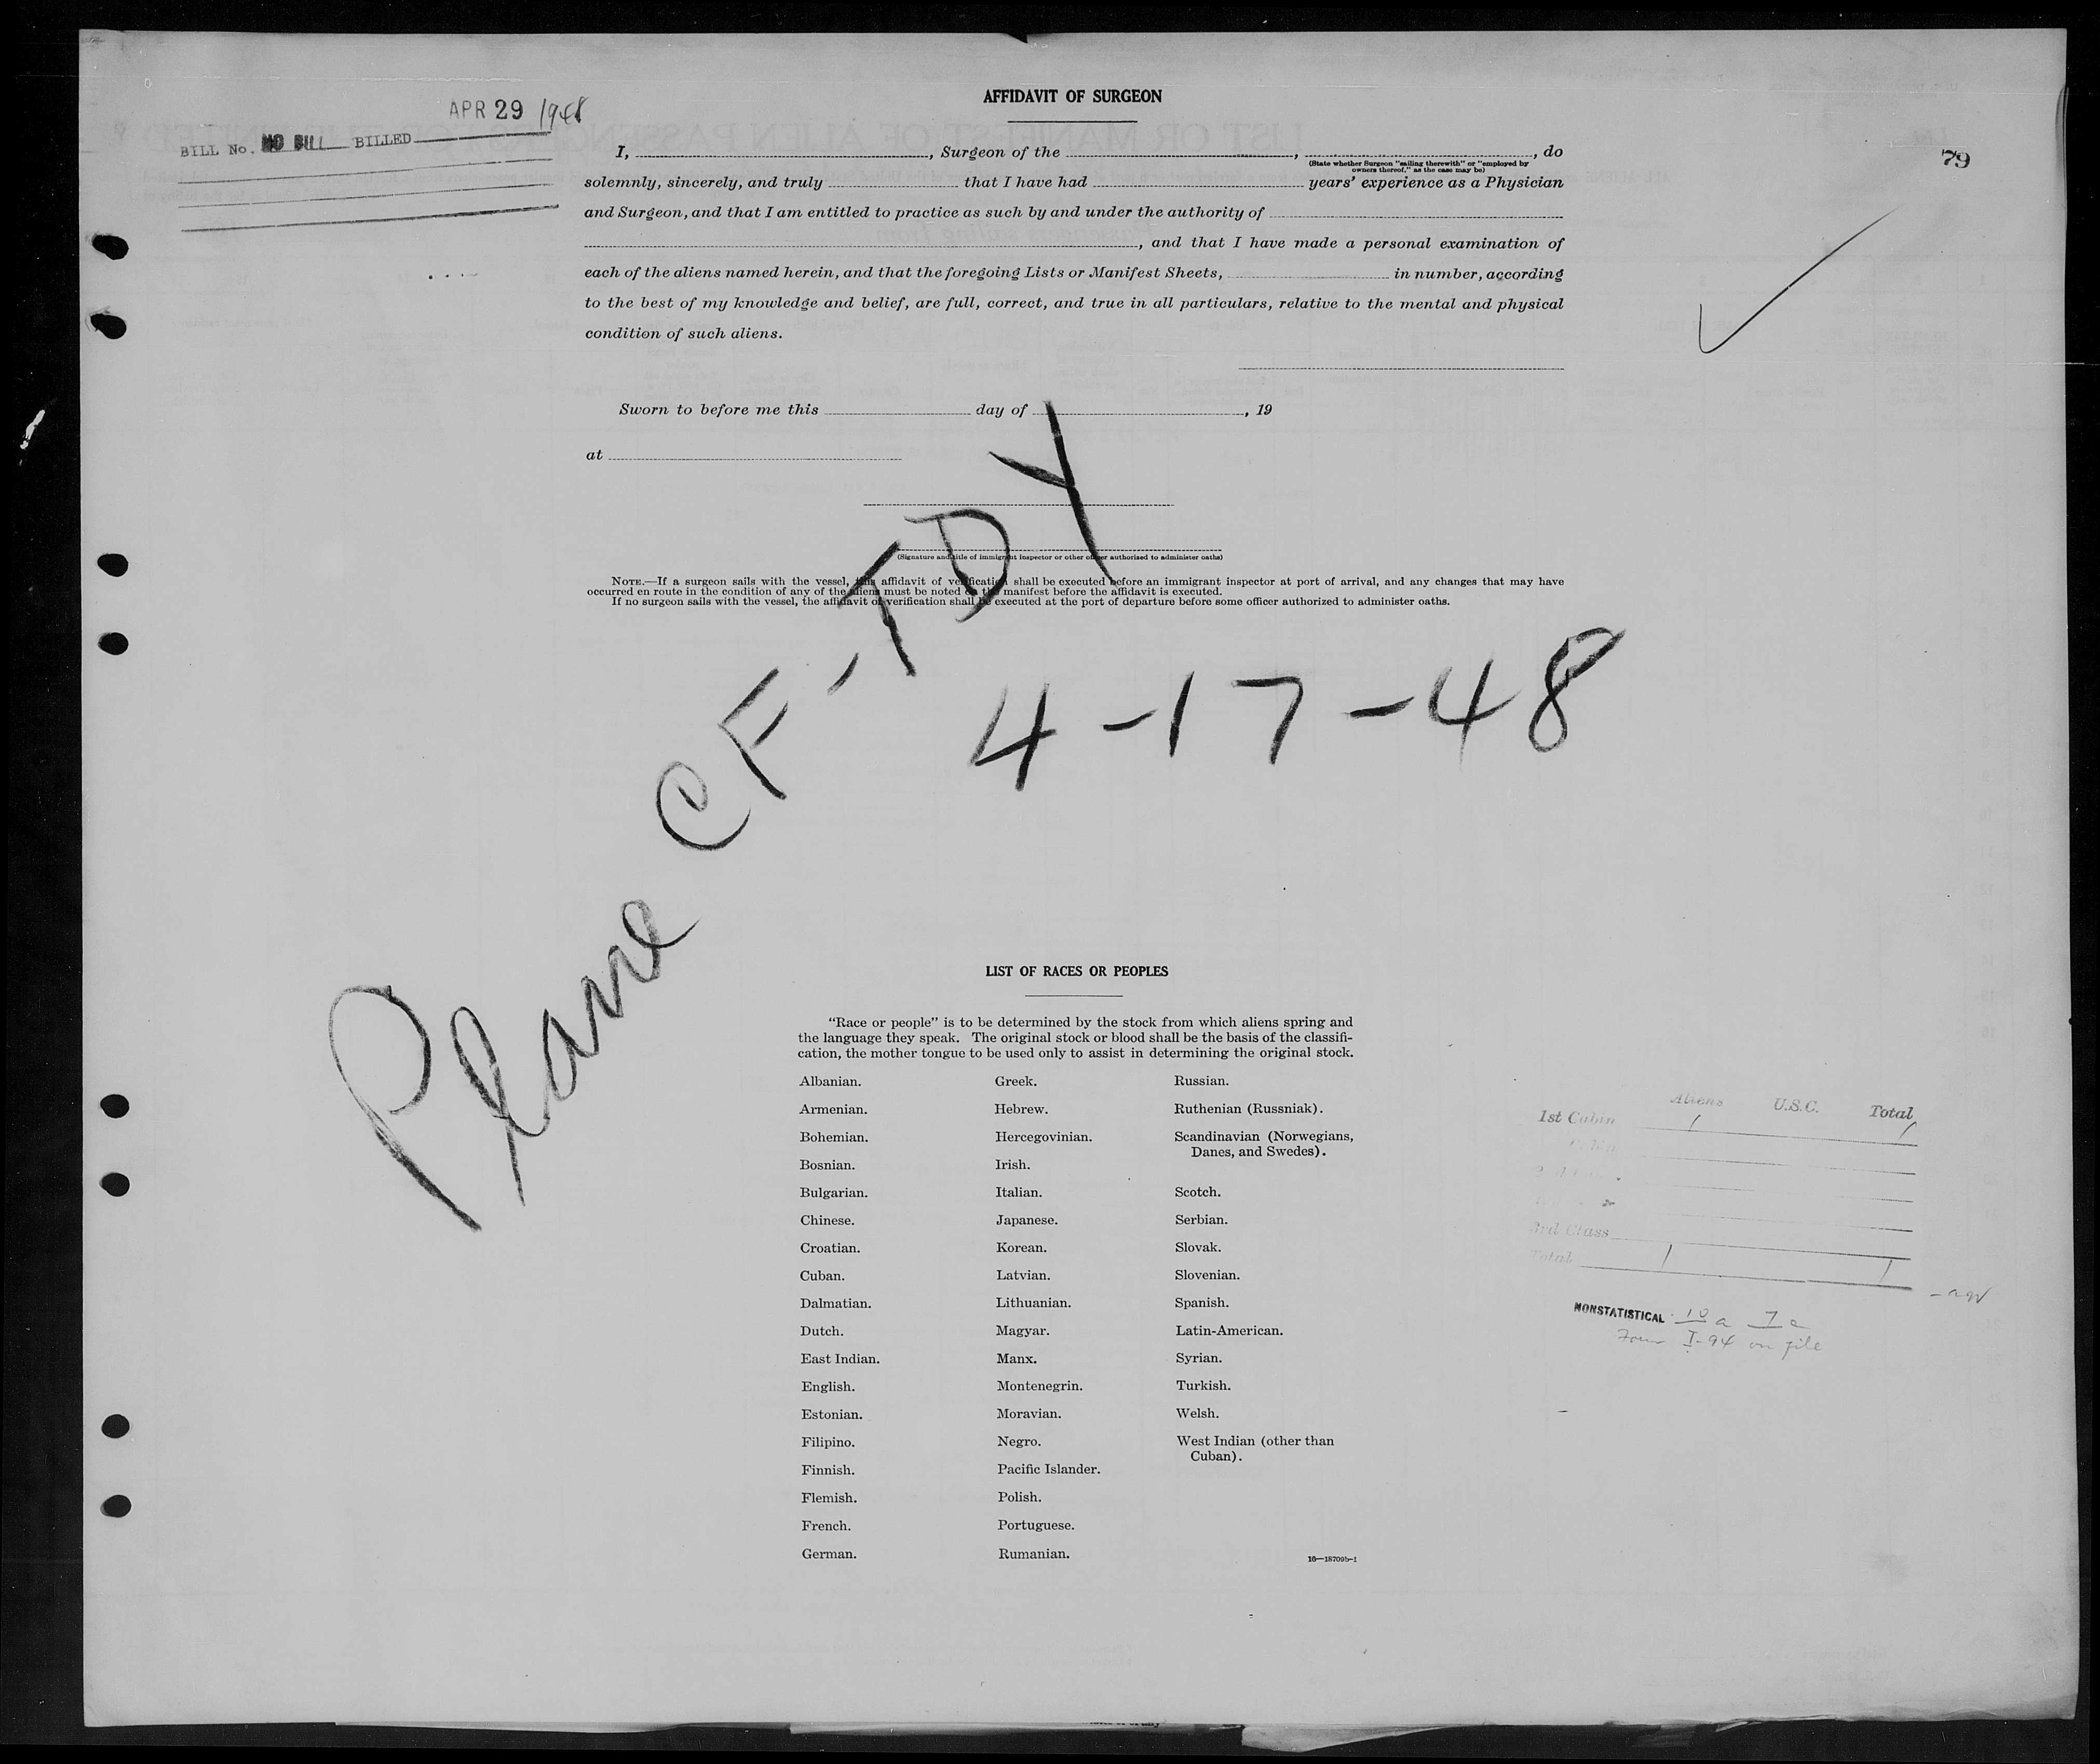 APR 29 1948
BILL No. NO BILL BILLED
79
AFFIDAVIT OF SURGEON
I, , Surgeon of the , , do
(State whether Surgeon "sailing therewith" or "employed by
owners thereof," as the case may be)
solemnly, sincerely, and truly that I have had years' experience as a Physician
and Surgeon, and that I am entitled to practice as such by and under the authority of
, and that I have made a personal examination of
each of the aliens named herein, and that the foregoing Lists or Manifest Sheets, in number, according
to the best of my knowledge and belief, are full, correct, and true in all particulars, relative to the mental and physical
condition of such aliens.
Sworn to before me this day of , 19
at
(Signature and title of immigrant inspector or other officer authorized to administer oaths)
NOTE.—If a surgeon sails with the vessel, this affidavit of verification shall be executed before an immigrant inspector at port of arrival, and any changes that may have
occurred en route in the condition of any of the aliens must be noted on the manifest before the affidavit is executed.
If no surgeon sails with the vessel, the affidavit of verification shall be executed at the port of departure before some officer authorized to administer oaths.
Plane CF-TDY
4-17-48
LIST OF RACES OR PEOPLES
"Race or people" is to be determined by the stock from which aliens spring and
the language they speak. The original stock or blood shall be the basis of the classifi-
cation, the mother tongue to be used only to assist in determining the original stock.
Albanian.
Armenian.
Bohemian.
Bosnian.
Bulgarian.
Chinese.
Croatian.
Cuban.
Dalmatian.
Dutch.
East Indian.
English.
Estonian.
Filipino.
Finnish.
Flemish.
French.
German.
Greek.
Hebrew.
Hercegovinian.
Irish.
Italian.
Japanese.
Korean.
Latvian.
Lithuanian.
Magyar.
Manx.
Montenegrin.
Moravian.
Negro.
Pacific Islander.
Polish.
Portuguese.
Rumanian.
Russian.
Ruthenian (Russniak).
Scandinavian (Norwegians,
Danes, and Swedes).
Scotch.
Serbian.
Slovak.
Slovenian.
Spanish.
Latin-American.
Syrian.
Turkish.
Welsh.
West Indian (other than
Cuban).
16—18709b-1
Aliens U.S.C. Total
1st Cabin 1 1
3rd Class
Total 1 1
NONSTATISTICAL 10 a 7 a
Form I-94 on file